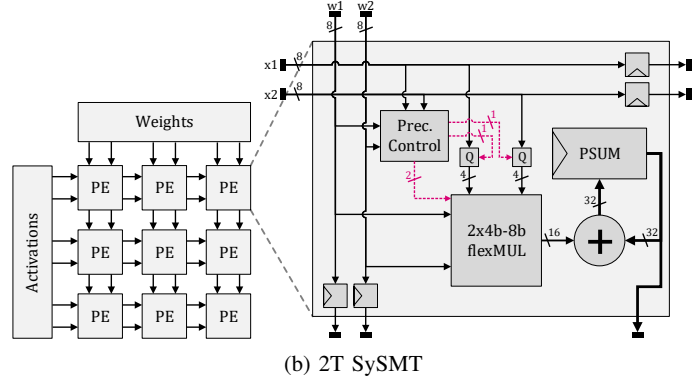 w1 w2
8 8
x1 8
x2 8
Weights
Activations
PE PE PE
PE PE PE
PE PE PE
Prec.
Control
1
1
2
Q Q
4 4
2x4b-8b
flexMUL
16
+
32
32
PSUM
(b) 2T SySMT